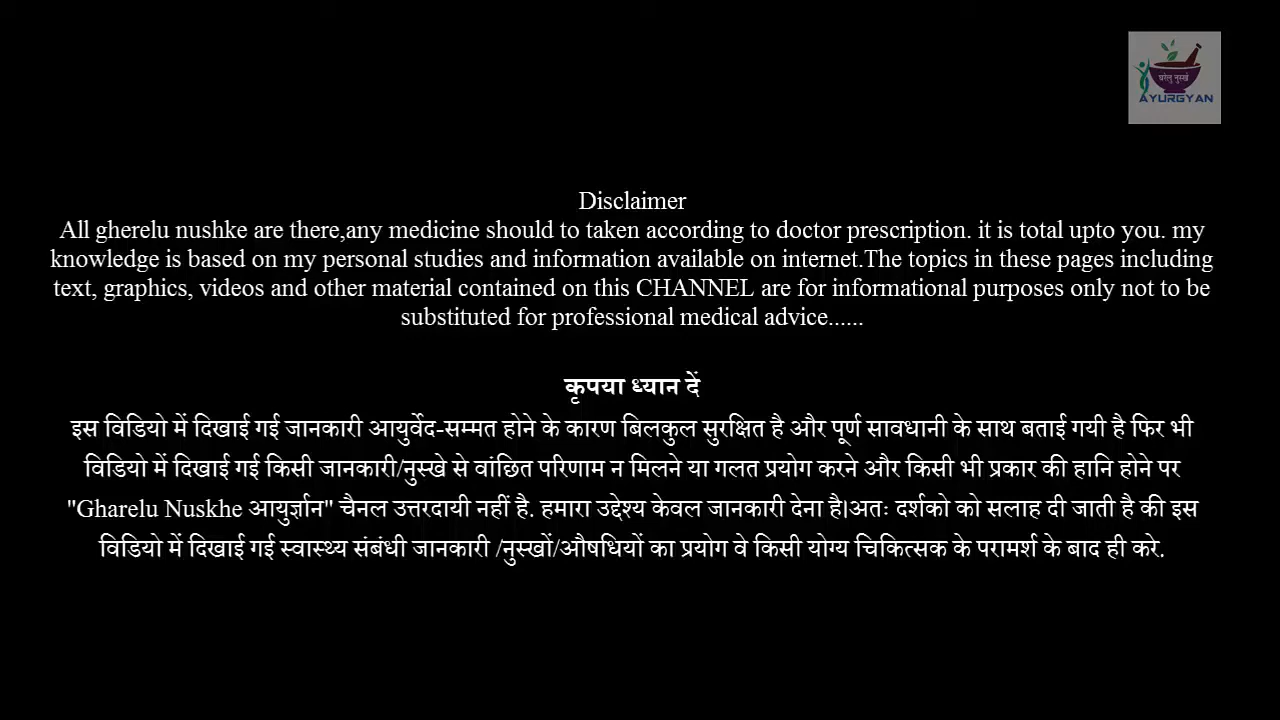 घरेलु नुस्खे
AYURGYAN
Disclaimer
All gherelu nushke are there,any medicine should to taken according to doctor prescription. it is total upto you. my
knowledge is based on my personal studies and information available on internet.The topics in these pages including
text, graphics, videos and other material contained on this CHANNEL are for informational purposes only not to be
substituted for professional medical advice......
कृपया ध्यान दें
इस विडियो में दिखाई गई जानकारी आयुर्वेद-सम्मत होने के कारण बिलकुल सुरक्षित है और पूर्ण सावधानी के साथ बताई गयी है फिर भी
विडियो में दिखाई गई किसी जानकारी/नुस्खे से वांछित परिणाम न मिलने या गलत प्रयोग करने और किसी भी प्रकार की हानि होने पर
"Gharelu Nuskhe आयुर्ज्ञान" चैनल उत्तरदायी नहीं है. हमारा उद्देश्य केवल जानकारी देना है।अतः दर्शको को सलाह दी जाती है की इस
विडियो में दिखाई गई स्वास्थ्य संबंधी जानकारी /नुस्खों/औषधियों का प्रयोग वे किसी योग्य चिकित्सक के परामर्श के बाद ही करे.